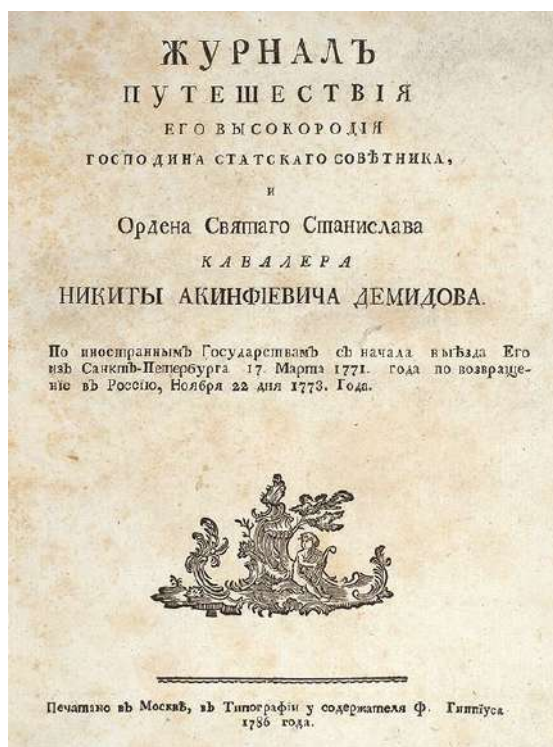 ЖУРНАЛЪ
ПУТЕШЕСТВІЯ
ЕГО ВЫСОКОРОДІЯ
ГОСПОДИНА СТАТСКАГО СОВѢТНИКА,
И
Ордена Святаго Станислава
КАВАЛЕРА
НИКИТЫ АКИНФІЕВИЧА ДЕМИДОВА.
По иностраннымъ Государствамъ съ начала выѣзда Его
изъ Санктъ-Петербурга 17. Марта 1771. года по возвраще-
ніе въ Россію, Ноября 22 дня 1773. Года.
Печатано въ Москвѣ, въ Типографіи у содержателя Ф. Гиппіуса
1786 года.